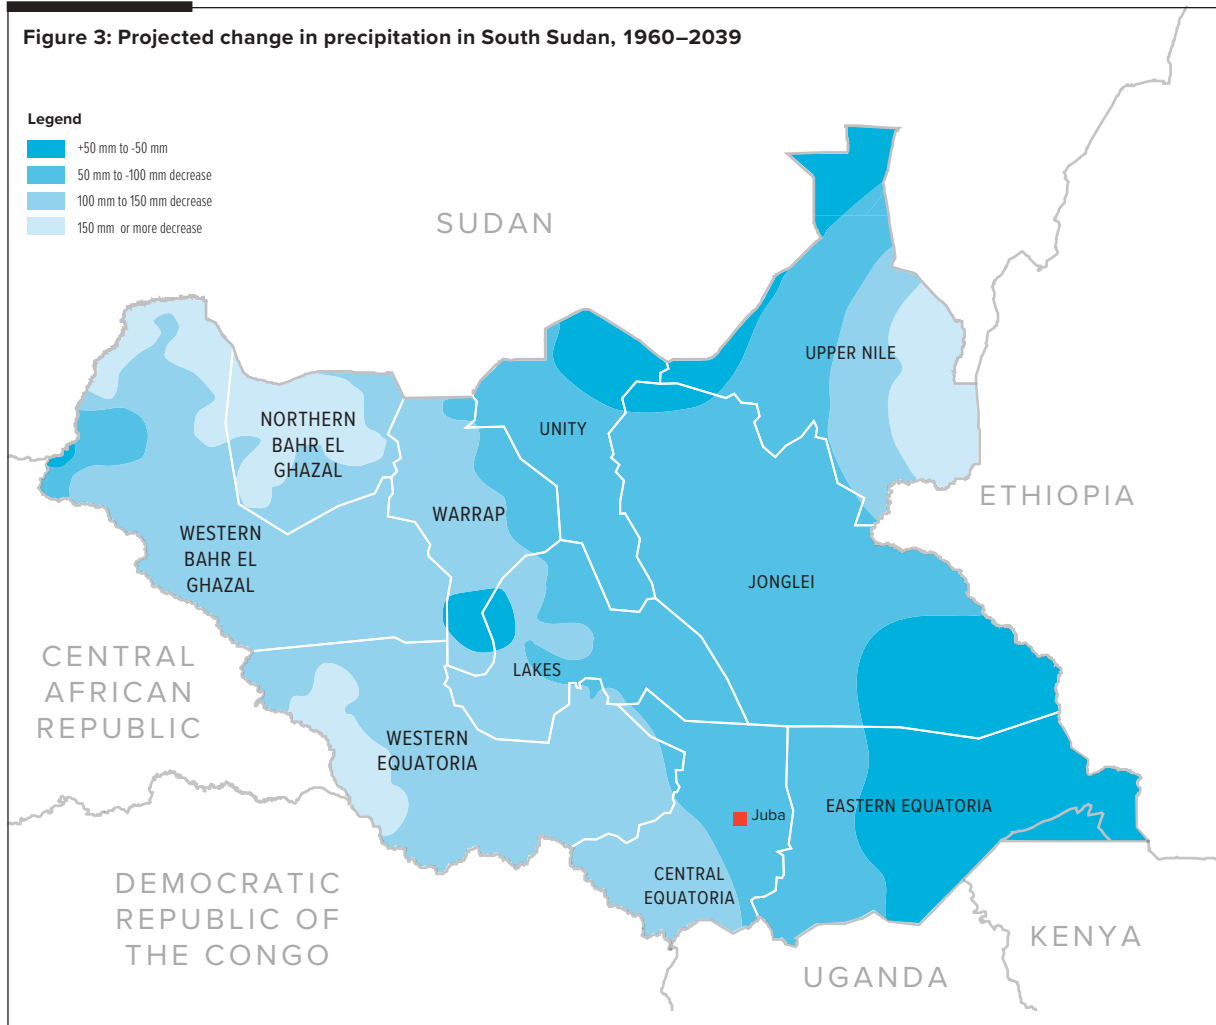 Figure 3: Projected change in precipitation in South Sudan, 1960–2039
Legend
+50 mm to -50 mm
50 mm to -100 mm decrease
100 mm to 150 mm decrease
150 mm or more decrease
SUDAN
UPPER NILE
NORTHERN
BAHR EL
GHAZAL
UNITY
ETHIOPIA
WARRAP
WESTERN
BAHR EL
GHAZAL
JONGLEI
CENTRAL
AFRICAN
REPUBLIC
LAKES
WESTERN
EQUATORIA
EASTERN EQUATORIA
Juba
CENTRAL
EQUATORIA
DEMOCRATIC
REPUBLIC OF
THE CONGO
KENYA
UGANDA